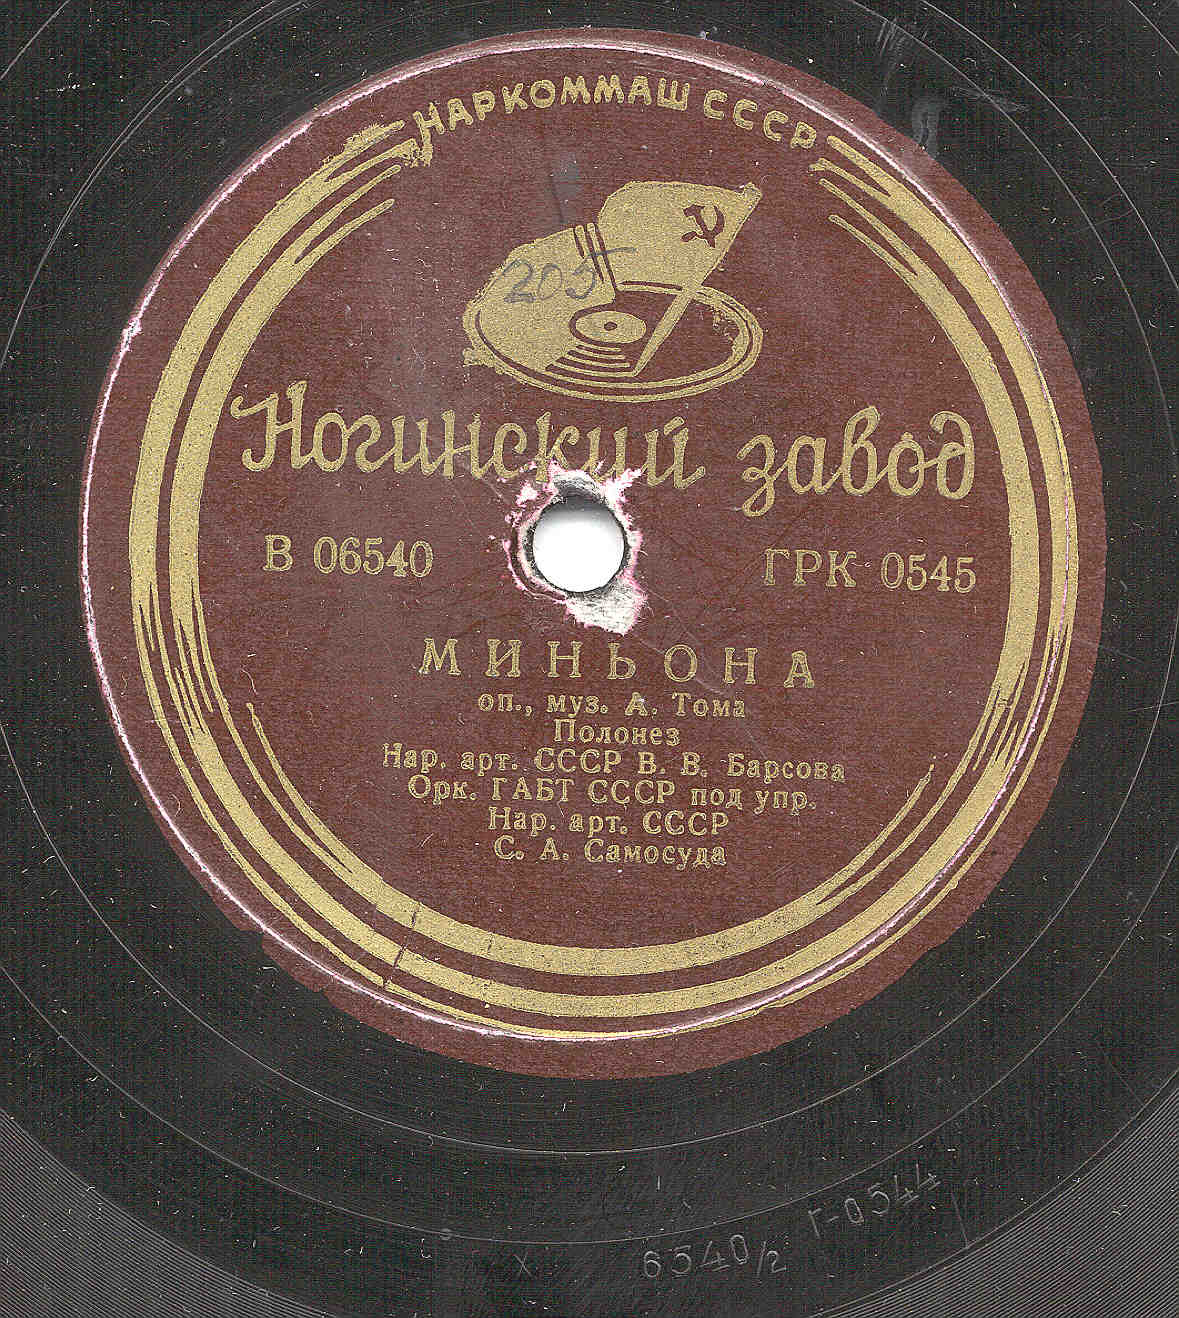 НАРКОММАШ СССР
205
Ногинский завод
В 06540
ГРК 0545
МИНЬОНА
оп., муз. А. Тома
Полонез
Нар. арт. СССР В. В. Барсова
Орк. ГАБТ СССР под упр.
Нар. арт. СССР
С. А. Самосуда
Х 6540/2 Г-0544